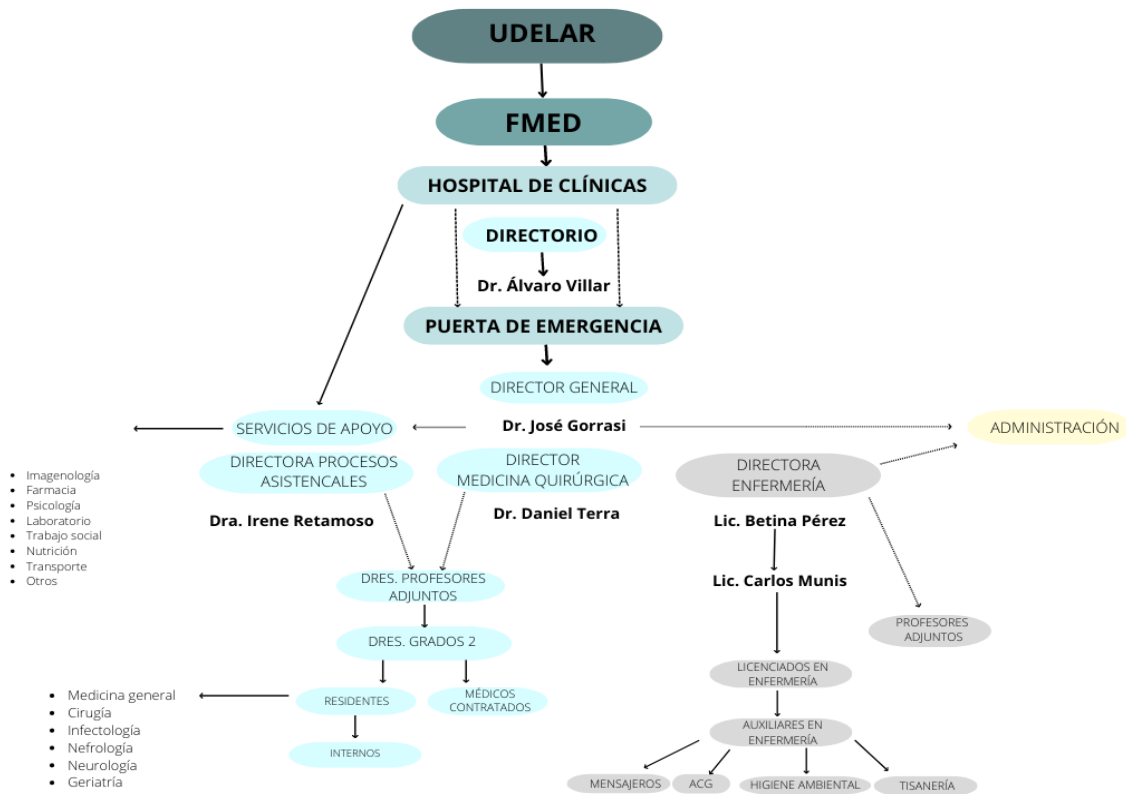 UDELAR
FMED
HOSPITAL DE CLÍNICAS
DIRECTORIO
Dr. Álvaro Villar
PUERTA DE EMERGENCIA
DIRECTOR GENERAL
Dr. José Gorrasi
SERVICIOS DE APOYO
ADMINISTRACIÓN
DIRECTORA PROCESOS
ASISTENCALES
Dra. Irene Retamoso
DIRECTOR
MEDICINA QUIRÚRGICA
Dr. Daniel Terra
DIRECTORA
ENFERMERÍA
Lic. Betina Pérez
Lic. Carlos Munis
• Imagenología
• Farmacia
• Psicología
• Laboratorio
• Trabajo social
• Nutrición
• Transporte
• Otros
DRES. PROFESORES
ADJUNTOS
DRES. GRADOS 2
RESIDENTES
MÉDICOS
CONTRATADOS
INTERNOS
• Medicina general
• Cirugía
• Infectología
• Nefrología
• Neurología
• Geriatría
PROFESORES
ADJUNTOS
LICENCIADOS EN
ENFERMERÍA
AUXILIARES EN
ENFERMERÍA
MENSAJEROS
ACG
HIGIENE AMBIENTAL
TISANERÍA